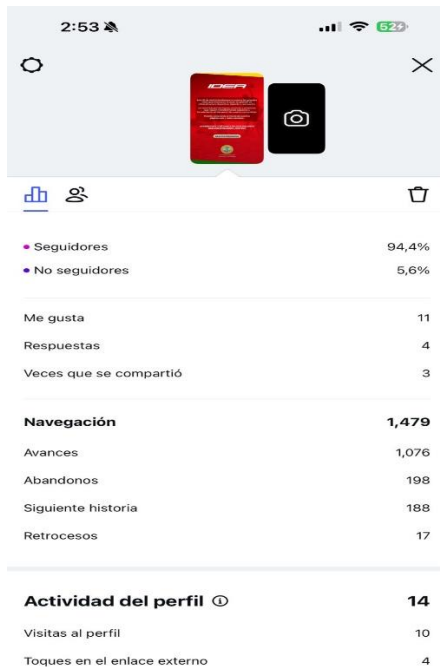 2:53
52
IDEA
Seguidores 94,4%
No seguidores 5,6%
Me gusta 11
Respuestas 4
Veces que se compartió 3
Navegación 1,479
Avances 1,076
Abandonos 198
Siguiente historia 188
Retrocesos 17
Actividad del perfil 14
Visitas al perfil 10
Toques en el enlace externo 4